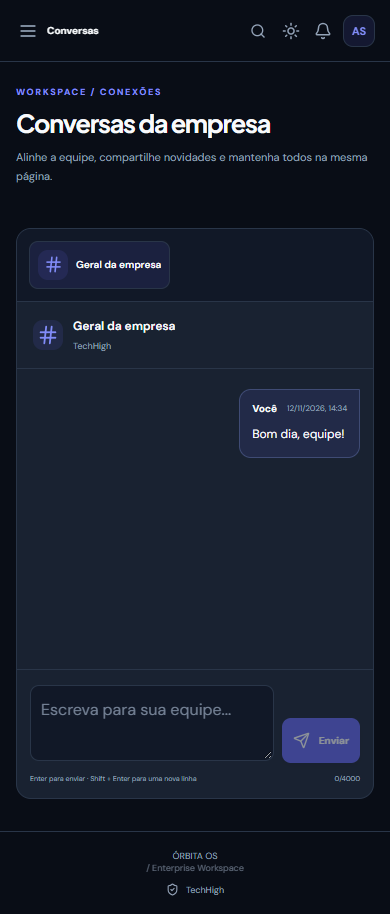 Conversas
AS
WORKSPACE / CONEXÕES
Conversas da empresa
Alinhe a equipe, compartilhe novidades e mantenha todos na mesma
página.
# Geral da empresa
# Geral da empresa
TechHigh
Você 12/11/2026, 14:34
Bom dia, equipe!
Escreva para sua equipe...
Enviar
Enter para enviar · Shift + Enter para uma nova linha 0/4000
ÓRBITA OS
/ Enterprise Workspace
TechHigh